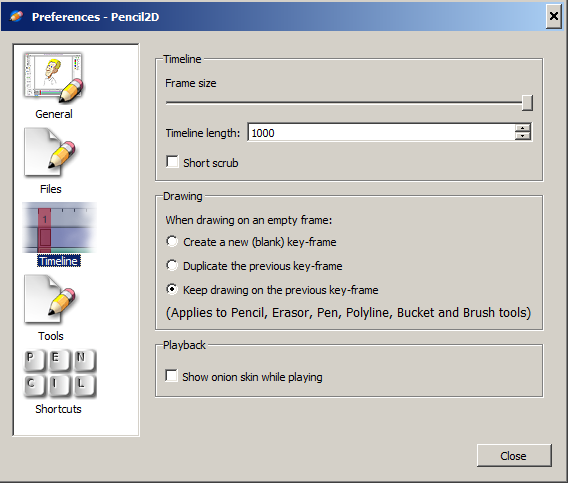 Preferences - Pencil2D
General
Files
1
Timeline
Tools
P E N
C I L
Shortcuts
Timeline
Frame size
Timeline length: 1000
Short scrub
Drawing
When drawing on an empty frame:
Create a new (blank) key-frame
Duplicate the previous key-frame
Keep drawing on the previous key-frame
(Applies to Pencil, Erasor, Pen, Polyline, Bucket and Brush tools)
Playback
Show onion skin while playing
Close